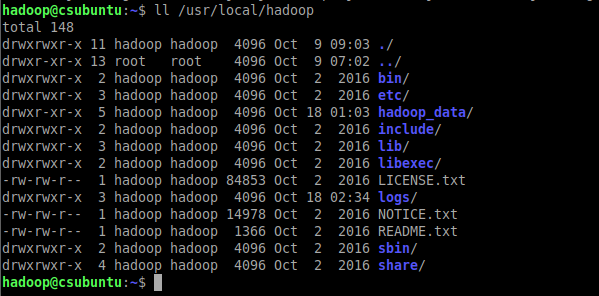 hadoop@csubuntu:~$ ll /usr/local/hadoop
total 148
drwxrwxr-x 11 hadoop hadoop  4096 Oct  9 09:03 ./
drwxr-xr-x 13 root   root    4096 Oct  9 07:02 ../
drwxrwxr-x  2 hadoop hadoop  4096 Oct  2  2016 bin/
drwxrwxr-x  3 hadoop hadoop  4096 Oct  2  2016 etc/
drwxr-xr-x  5 hadoop hadoop  4096 Oct 18 01:03 hadoop_data/
drwxrwxr-x  2 hadoop hadoop  4096 Oct  2  2016 include/
drwxrwxr-x  3 hadoop hadoop  4096 Oct  2  2016 lib/
drwxrwxr-x  2 hadoop hadoop  4096 Oct  2  2016 libexec/
-rw-rw-r--  1 hadoop hadoop 84853 Oct  2  2016 LICENSE.txt
drwxrwxr-x  3 hadoop hadoop  4096 Oct 18 02:34 logs/
-rw-rw-r--  1 hadoop hadoop 14978 Oct  2  2016 NOTICE.txt
-rw-rw-r--  1 hadoop hadoop  1366 Oct  2  2016 README.txt
drwxrwxr-x  2 hadoop hadoop  4096 Oct  2  2016 sbin/
drwxrwxr-x  4 hadoop hadoop  4096 Oct  2  2016 share/
hadoop@csubuntu:~$